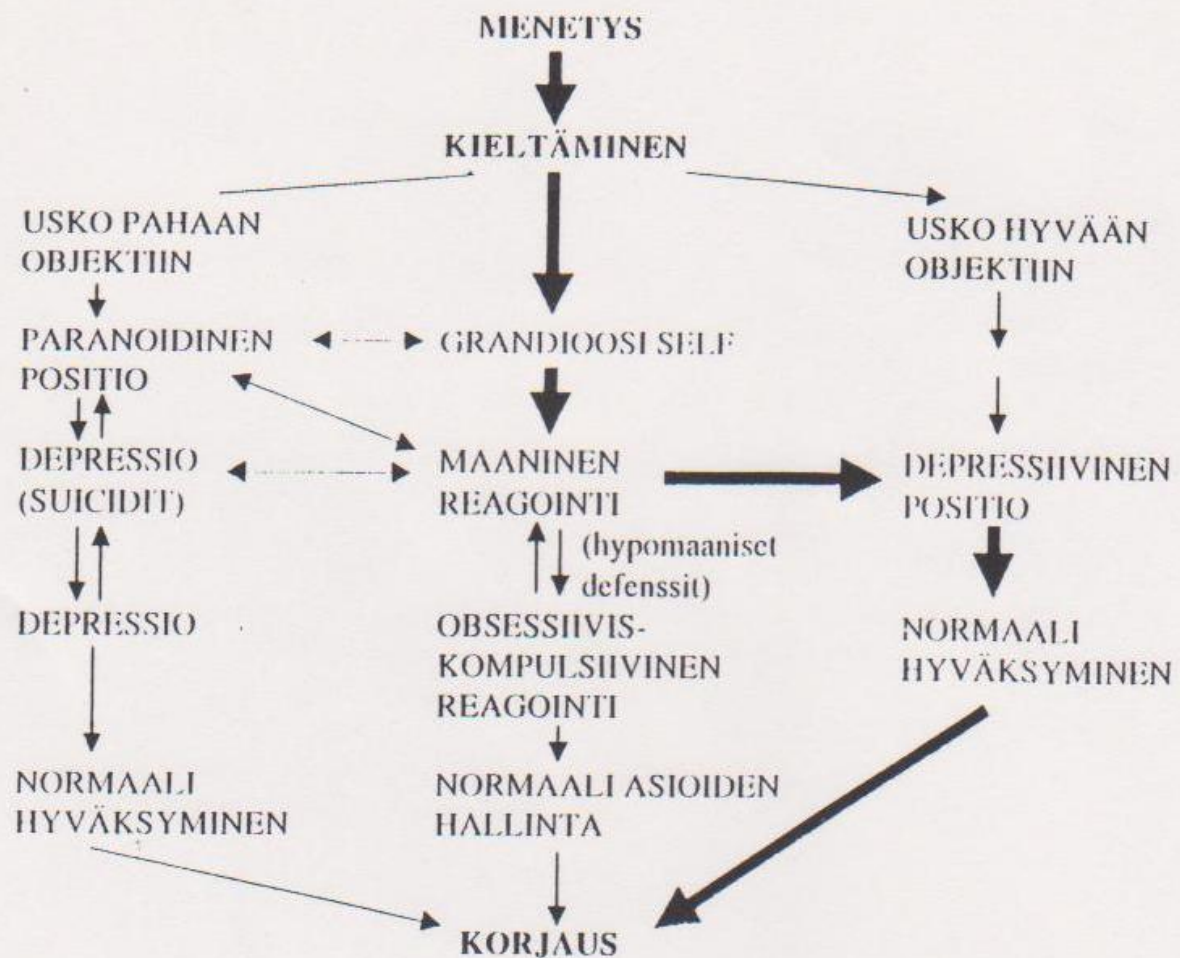 MENETYS
KIELTÄMINEN
USKO PAHAAN
OBJEKTIIN
USKO HYVÄÄN
OBJEKTIIN
PARANOIDINEN
POSITIO
GRANDIOOSI SELF
DEPRESSIO
(SUICIDIT)
MAANINEN
REAGOINTI
DEPRESSIIVINEN
POSITIO
(hypomaaniset
defenssit)
DEPRESSIO
OBSESSIIVIS-
KOMPULSIIVINEN
REAGOINTI
NORMAALI
HYVÄKSYMINEN
NORMAALI
HYVÄKSYMINEN
NORMAALI ASIOIDEN
HALLINTA
KORJAUS